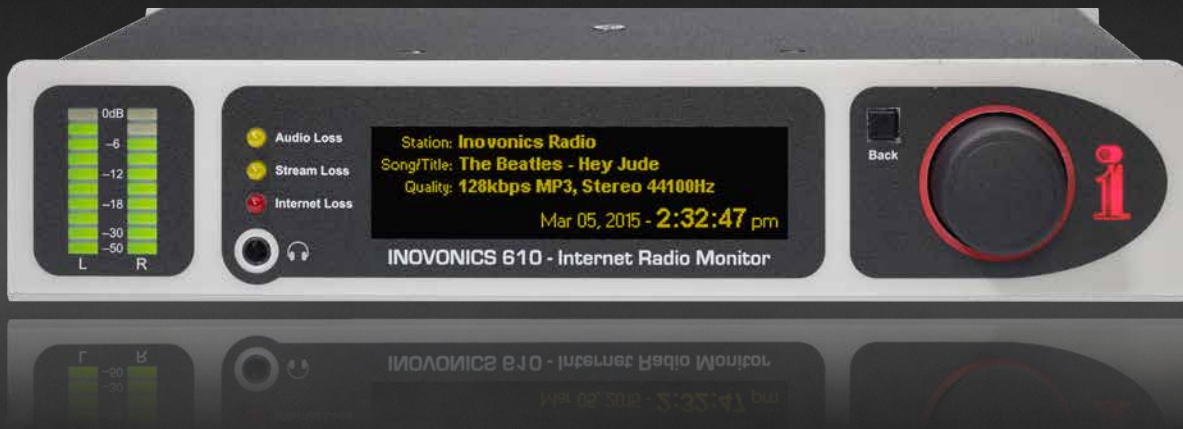 0dB
-6
-12
-18
-30
-50
L R
Audio Loss
Stream Loss
Internet Loss
Station: Inovonics Radio
Song/Title: The Beatles - Hey Jude
Quality: 128kbps MP3, Stereo 44100Hz
Mar 05, 2015 - 2:32:47 pm
INOVONICS 610 - Internet Radio Monitor
Back
i